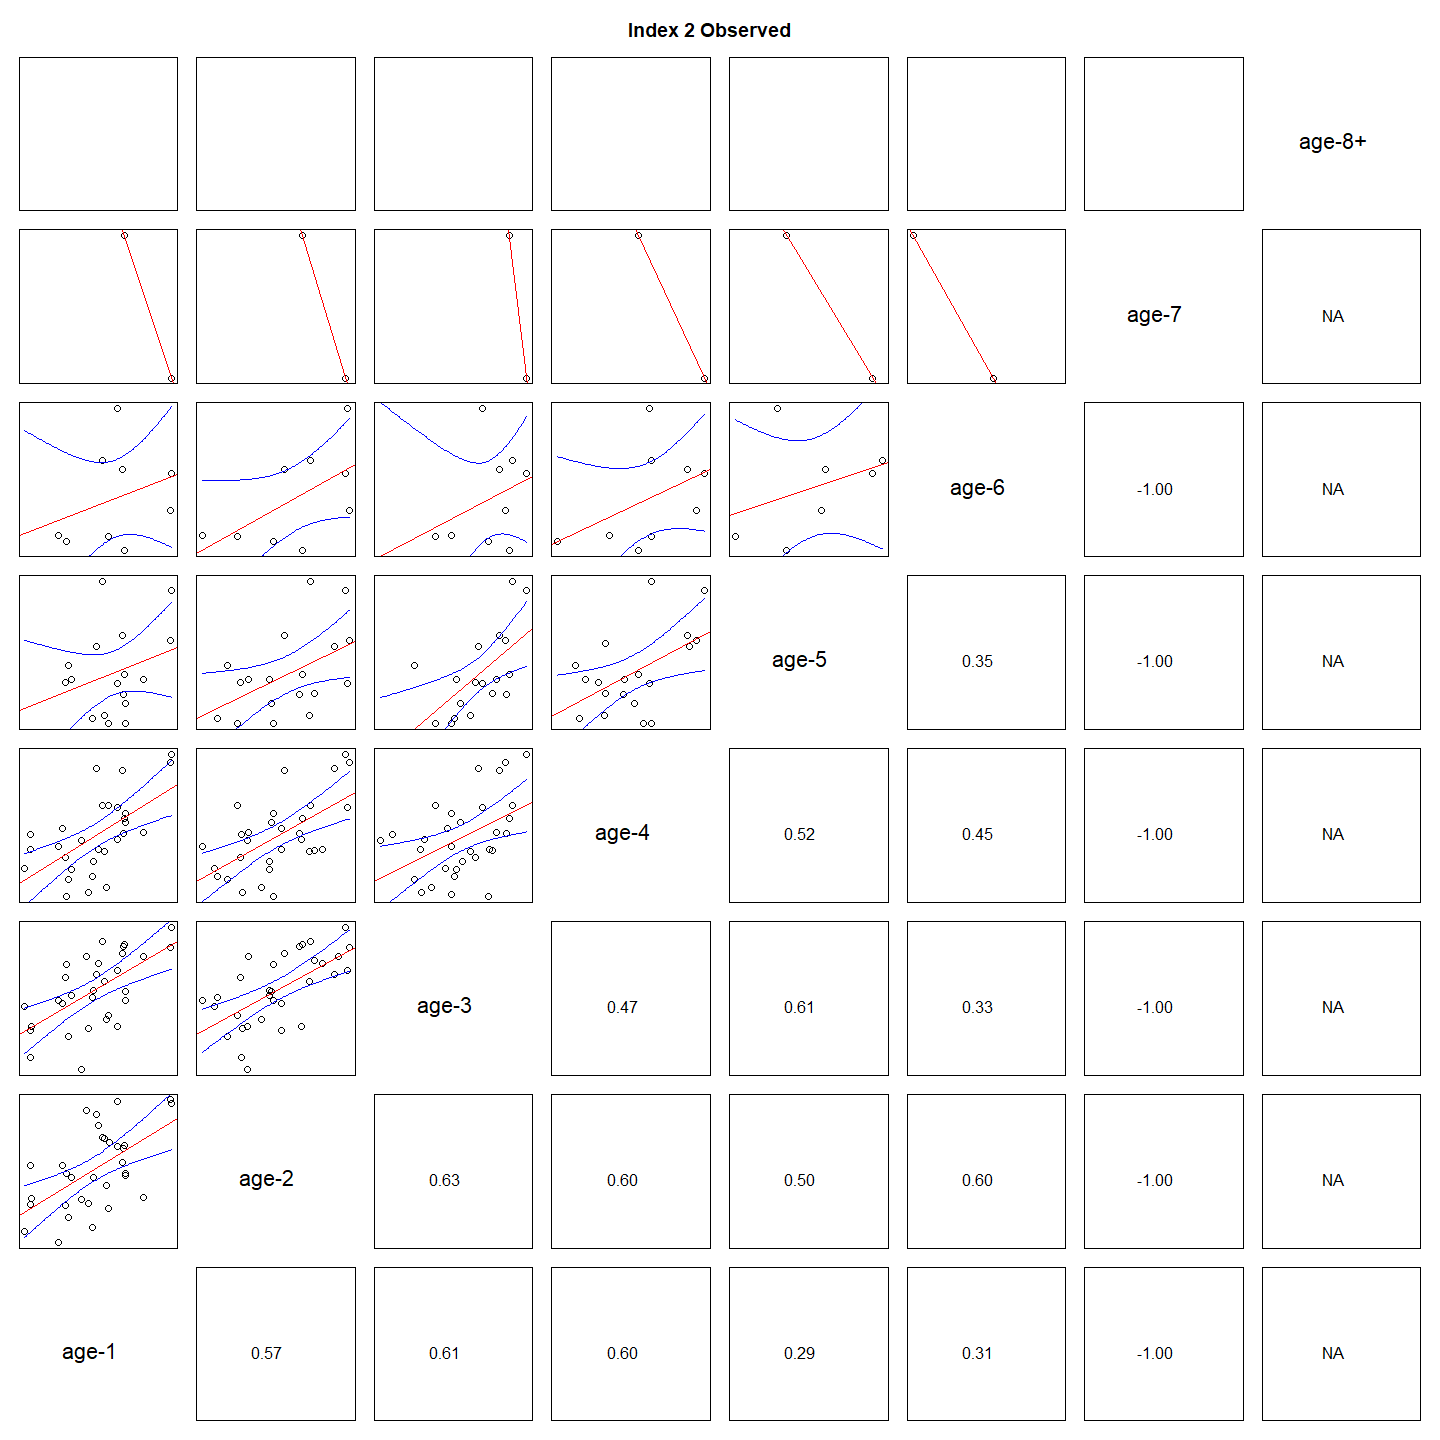 Index 2 Observed
age-8+
age-7 NA
age-6 -1.00 NA
age-5 0.35 -1.00 NA
age-4 0.52 0.45 -1.00 NA
age-3 0.47 0.61 0.33 -1.00 NA
age-2 0.63 0.60 0.50 0.60 -1.00 NA
age-1 0.57 0.61 0.60 0.29 0.31 -1.00 NA